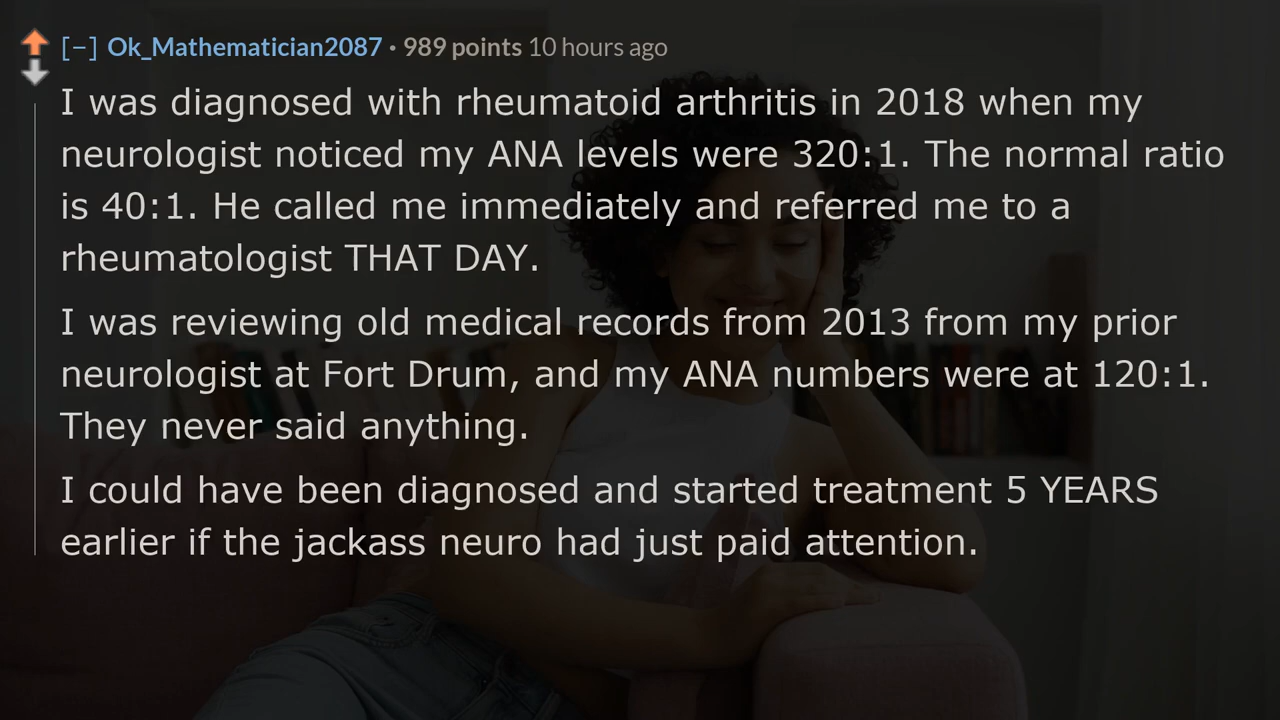 [−] Ok_Mathematician2087 • 989 points 10 hours ago
I was diagnosed with rheumatoid arthritis in 2018 when my
neurologist noticed my ANA levels were 320:1. The normal ratio
is 40:1. He called me immediately and referred me to a
rheumatologist THAT DAY.
I was reviewing old medical records from 2013 from my prior
neurologist at Fort Drum, and my ANA numbers were at 120:1.
They never said anything.
I could have been diagnosed and started treatment 5 YEARS
earlier if the jackass neuro had just paid attention.